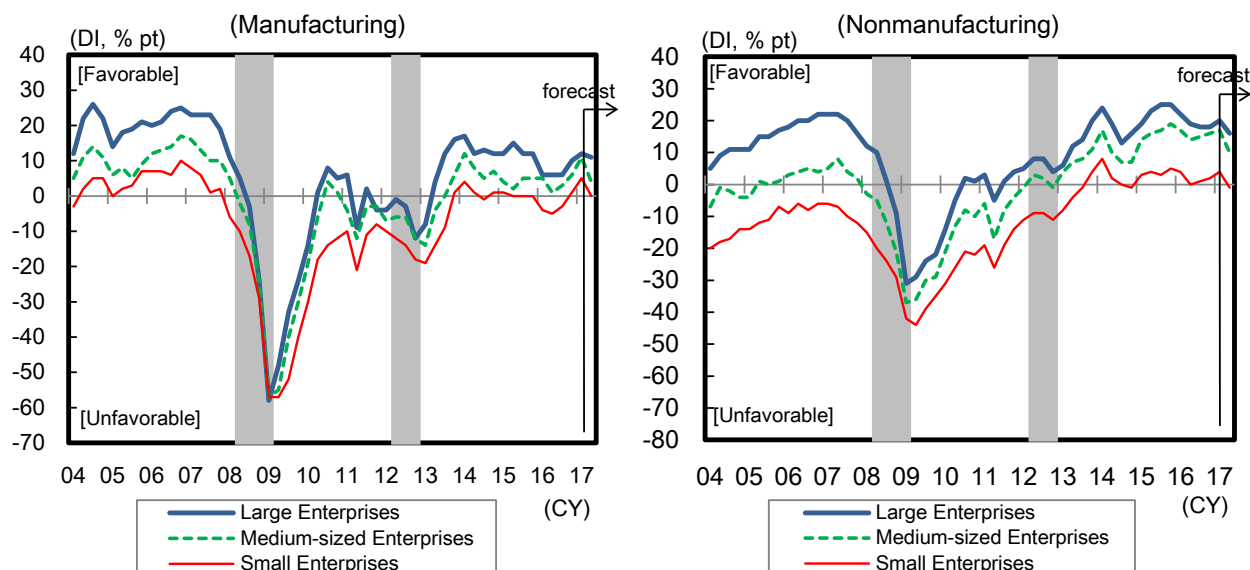 (Manufacturing)
(DI, % pt)
[Favorable]
forecast
40
30
20
10
0
-10
-20
-30
-40
-50
-60
-70
[Unfavorable]
04 05 06 07 08 09 10 11 12 13 14 15 16 17
(CY)
Large Enterprises
Medium-sized Enterprises
Small Enterprises
(Nonmanufacturing)
(DI, % pt)
[Favorable]
forecast
40
30
20
10
0
-10
-20
-30
-40
-50
-60
-70
-80
[Unfavorable]
04 05 06 07 08 09 10 11 12 13 14 15 16 17
(CY)
Large Enterprises
Medium-sized Enterprises
Small Enterprises